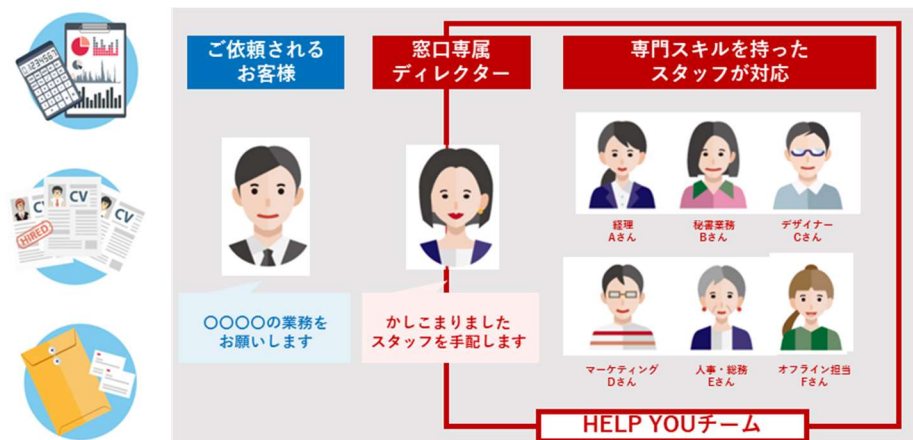 ご依頼される
お客様
窓口専属
ディレクター
専門スキルを持った
スタッフが対応
CV
CV
CV
HIRED
経理
Aさん
秘書業務
Bさん
デザイナー
Cさん
〇〇〇〇の業務を
お願いします
かしこまりました
スタッフを手配します
マーケティング
Dさん
人事・総務
Eさん
オフライン担当
Fさん
HELP YOUチーム